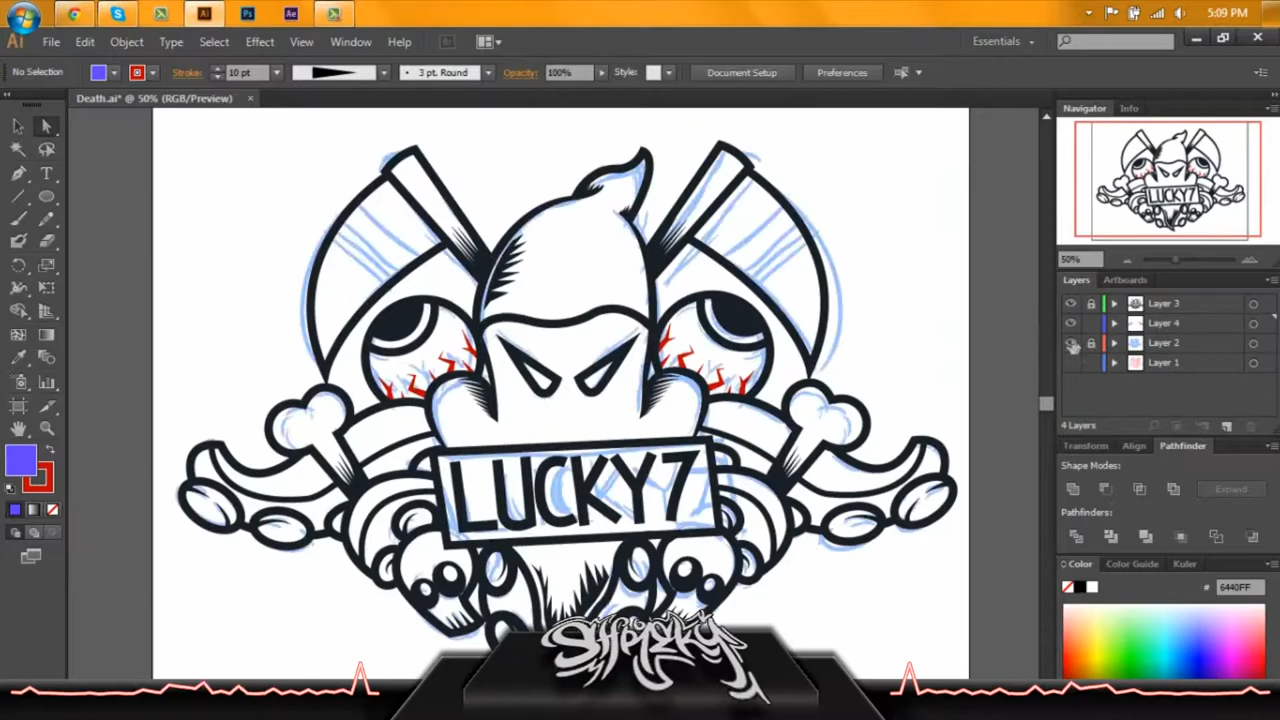 5:09 PM
Ai File Edit Object Type Select Effect View Window Help Br Essentials
No Selection Stroke: 10 pt 3 pt. Round Opacity: 100% Style: Document Setup Preferences
Death.ai* @ 50% (RGB/Preview)
Navigator Info
50%
Layers Artboards
Layer 3
Layer 4
Layer 2
Layer 1
4 Layers
Transform Align Pathfinder
Shape Modes:
Expand
Pathfinders:
Color Color Guide Kuler
# 6440FF
LUCKY7